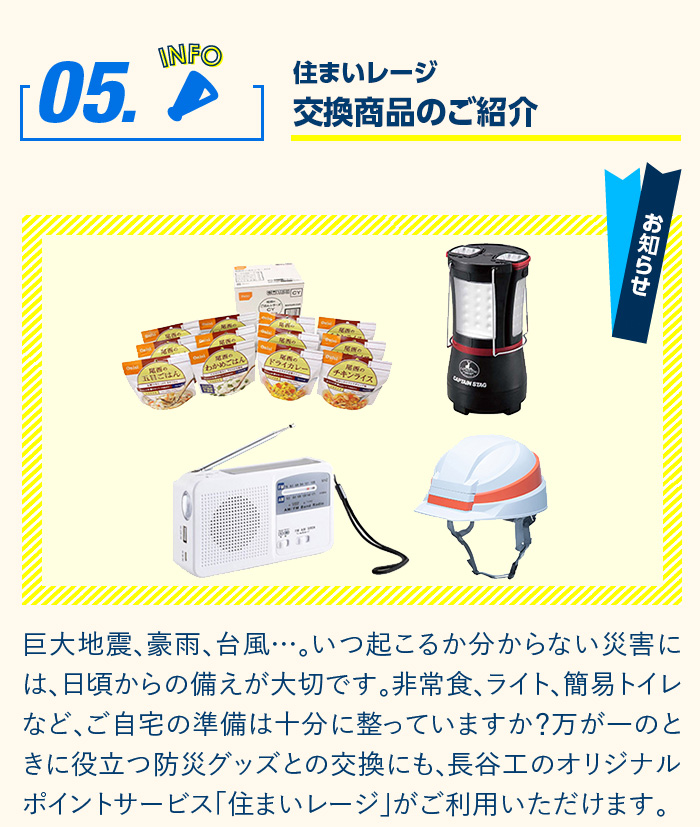 05.
INFO
住まいレージ
交換商品のご紹介
お知らせ
尾西の
五目ごはん
尾西の
わかめごはん
尾西の
ドライカレー
尾西の
チキンライス
CAPTAIN STAG
AM/FM Band Radio
巨大地震、豪雨、台風…。いつ起こるか分からない災害に
は、日頃からの備えが大切です。非常食、ライト、簡易トイレ
など、ご自宅の準備は十分に整っていますか?万が一のと
きに役立つ防災グッズとの交換にも、長谷工のオリジナル
ポイントサービス「住まいレージ」がご利用いただけます。